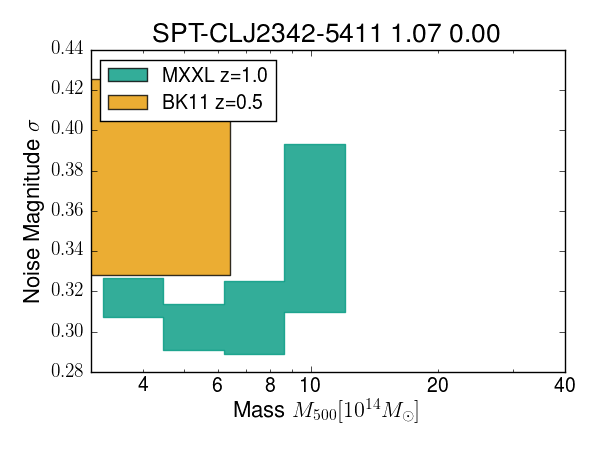 SPT-CLJ2342-5411 1.07 0.00
0.44
0.42
0.40
0.38
0.36
0.34
0.32
0.30
0.28
Noise Magnitude σ
MXXL z=1.0
BK11 z=0.5
4 6 8 10 20 40
Mass M₅₀₀[10¹⁴M⊙]